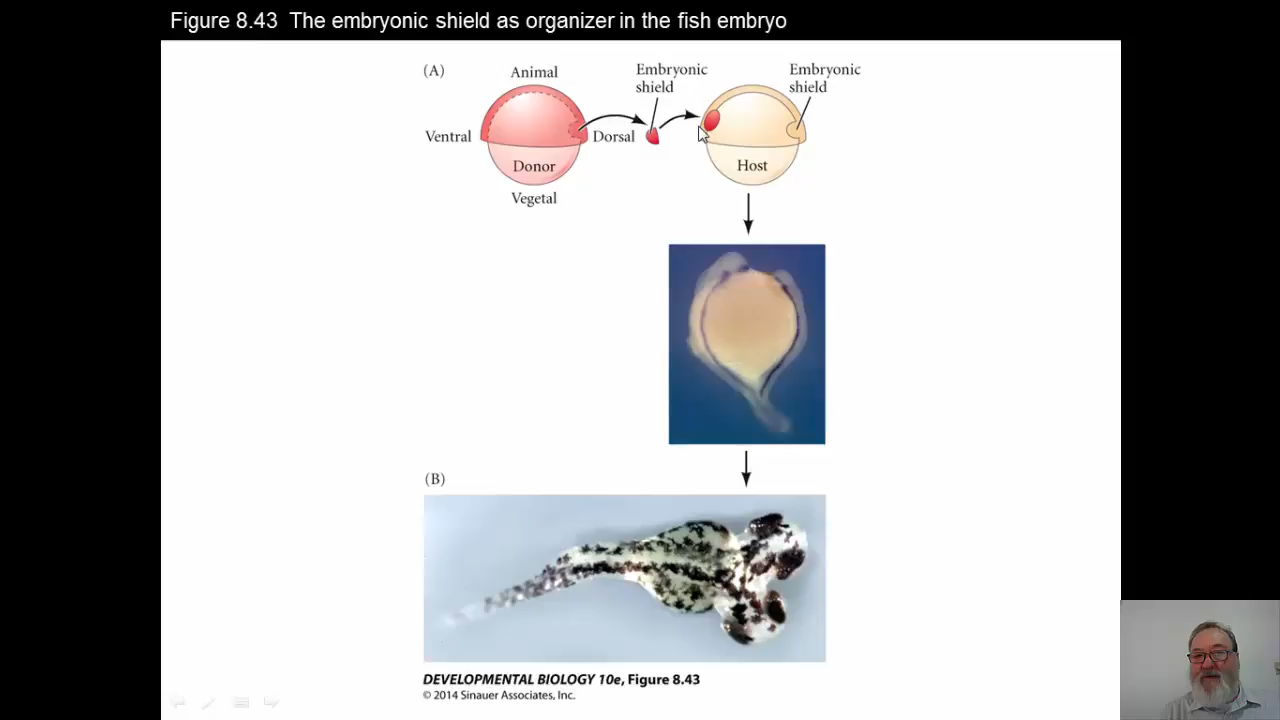 Figure 8.43 The embryonic shield as organizer in the fish embryo
(A)
Animal
Embryonic
shield
Embryonic
shield
Ventral
Dorsal
Donor
Host
Vegetal
(B)
DEVELOPMENTAL BIOLOGY 10e, Figure 8.43
© 2014 Sinauer Associates, Inc.